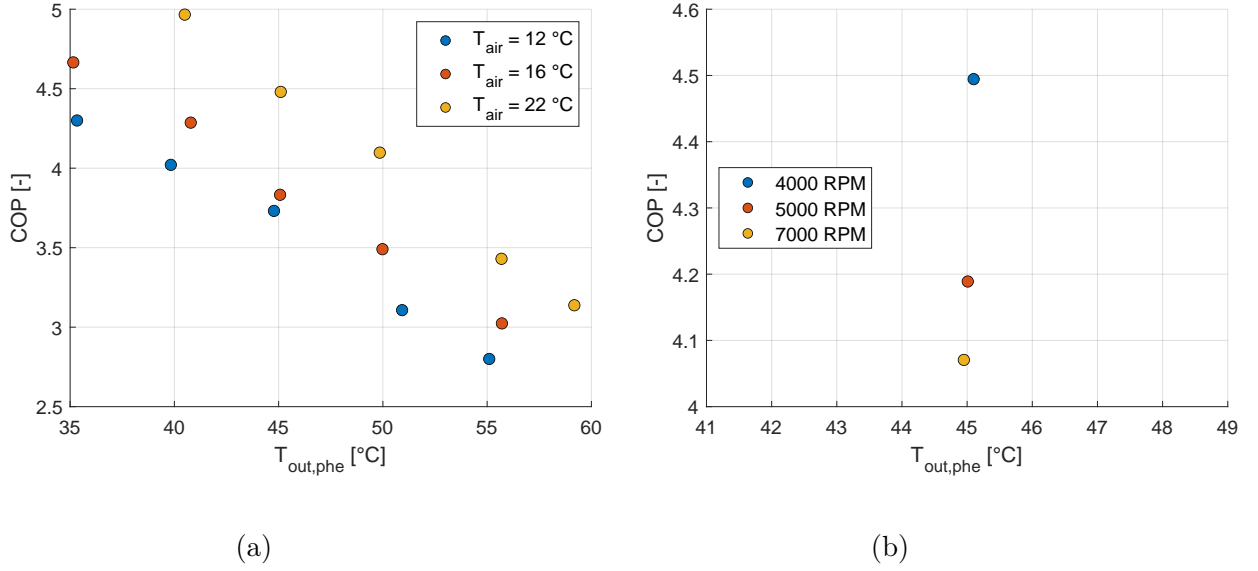 5
4.5
4
3.5
3
2.5
COP [-]
35 40 45 50 55 60
T_out,phe [°C]
T_air = 12 °C
T_air = 16 °C
T_air = 22 °C
(a)
4.6
4.5
4.4
4.3
4.2
4.1
4
COP [-]
41 42 43 44 45 46 47 48 49
T_out,phe [°C]
4000 RPM
5000 RPM
7000 RPM
(b)